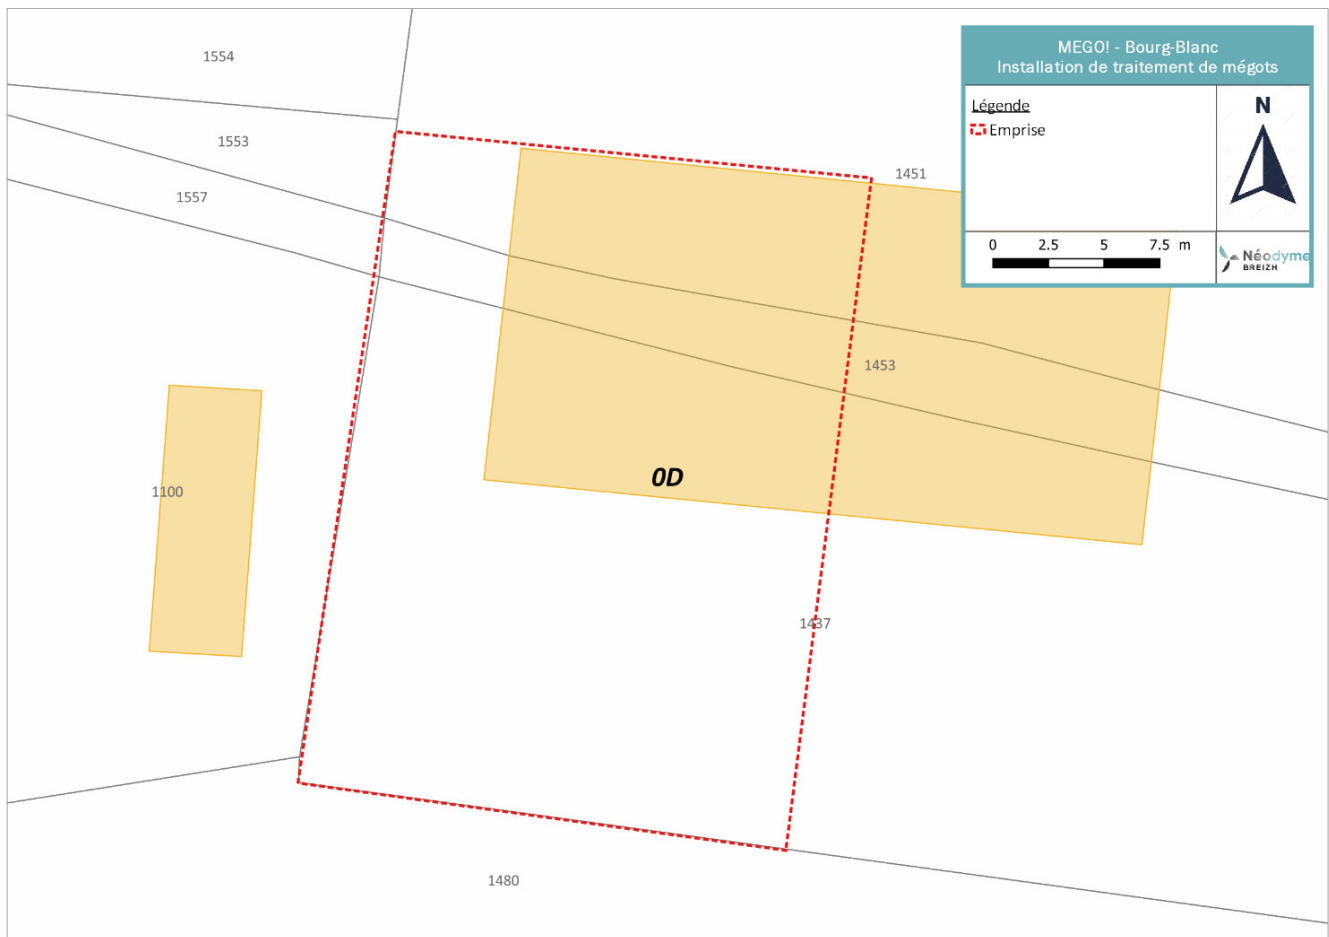 1554
MEGO! - Bourg-Blanc
Installation de traitement de mégots
Légende
Emprise
N
0 2.5 5 7.5 m
Néodyme
BREIZH
1553
1451
1557
1453
0D
1100
1437
1480